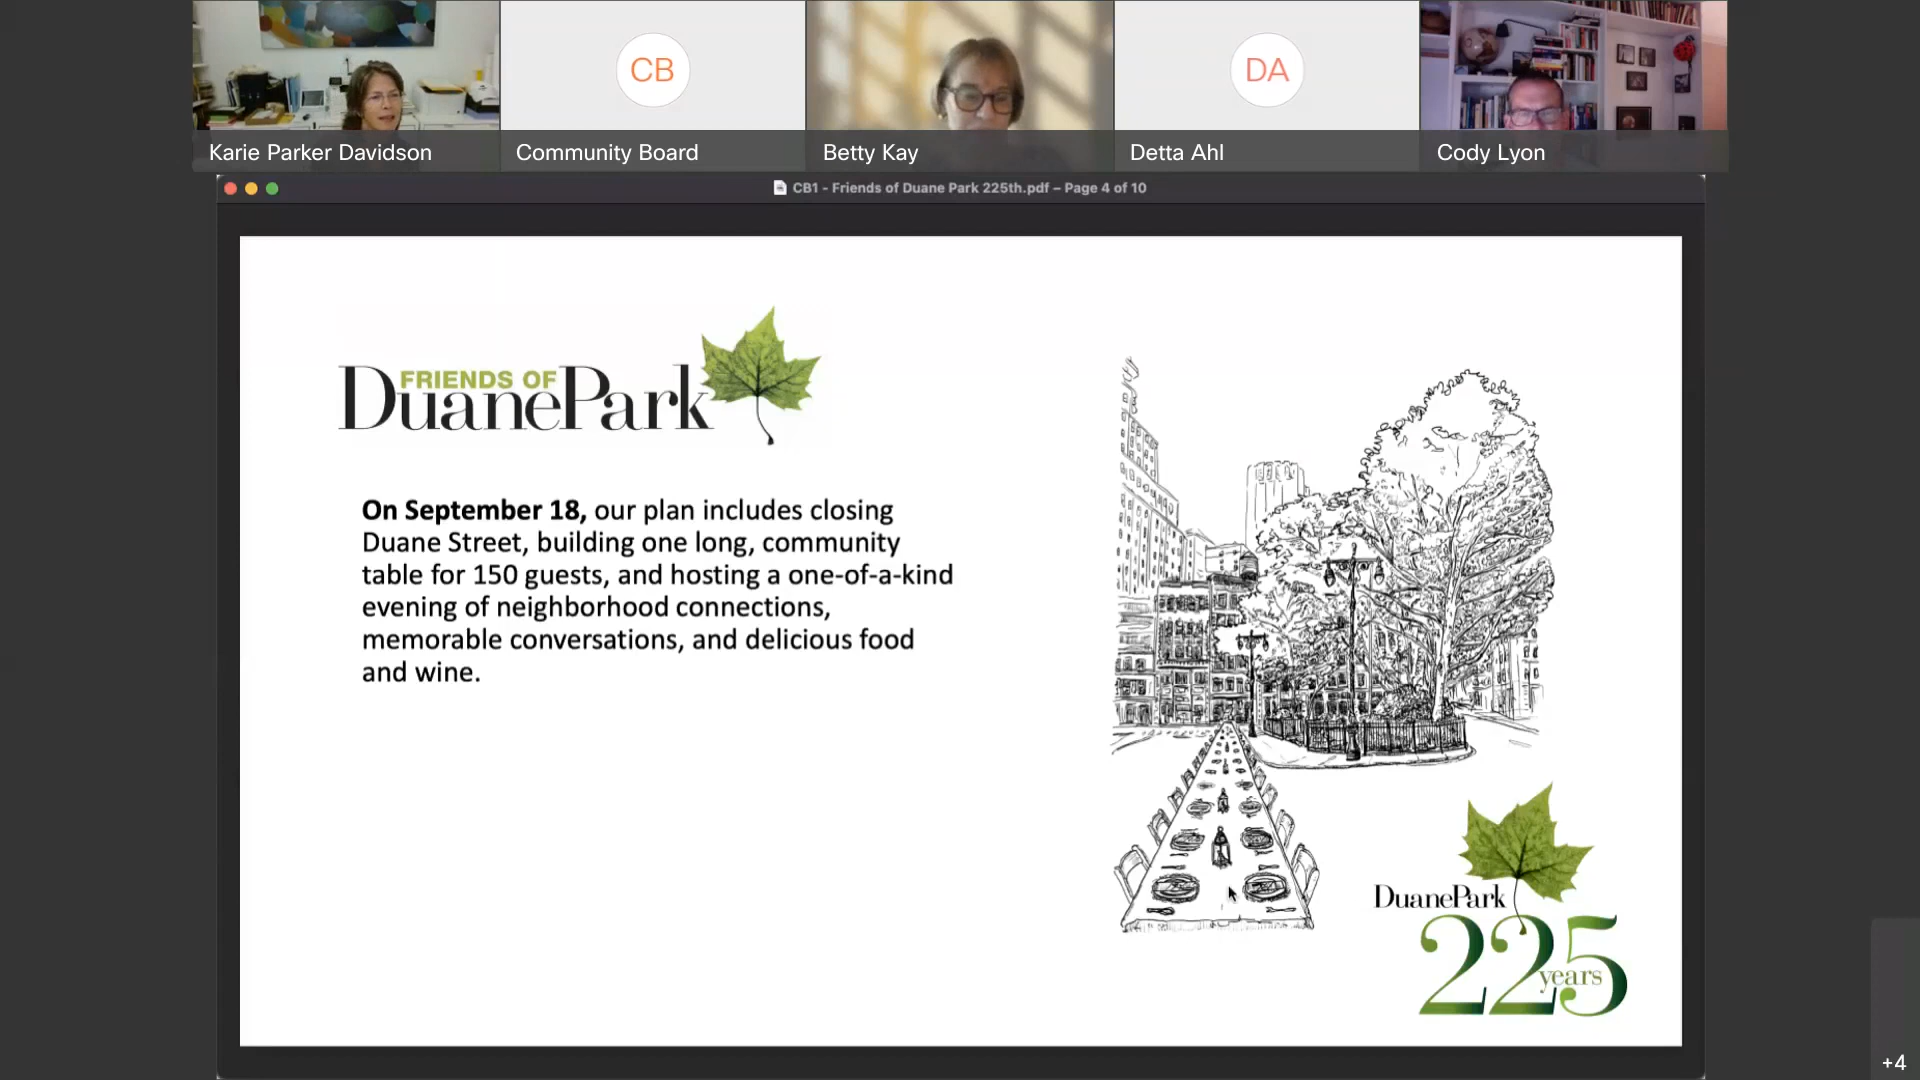 CB
DA
Karie Parker Davidson
Community Board
Betty Kay
Detta Ahl
Cody Lyon
CB1 - Friends of Duane Park 225th.pdf – Page 4 of 10
FRIENDS OF
DuanePark
On September 18, our plan includes closing
Duane Street, building one long, community
table for 150 guests, and hosting a one-of-a-kind
evening of neighborhood connections,
memorable conversations, and delicious food
and wine.
DuanePark
225
years
+4